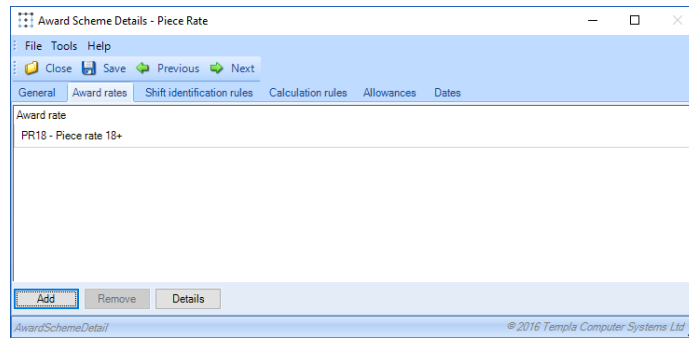 Award Scheme Details - Piece Rate
File Tools Help
Close Save Previous Next
General Award rates Shift identification rules Calculation rules Allowances Dates
Award rate
PR18 - Piece rate 18+
Add Remove Details
AwardSchemeDetail © 2016 Templa Computer Systems Ltd